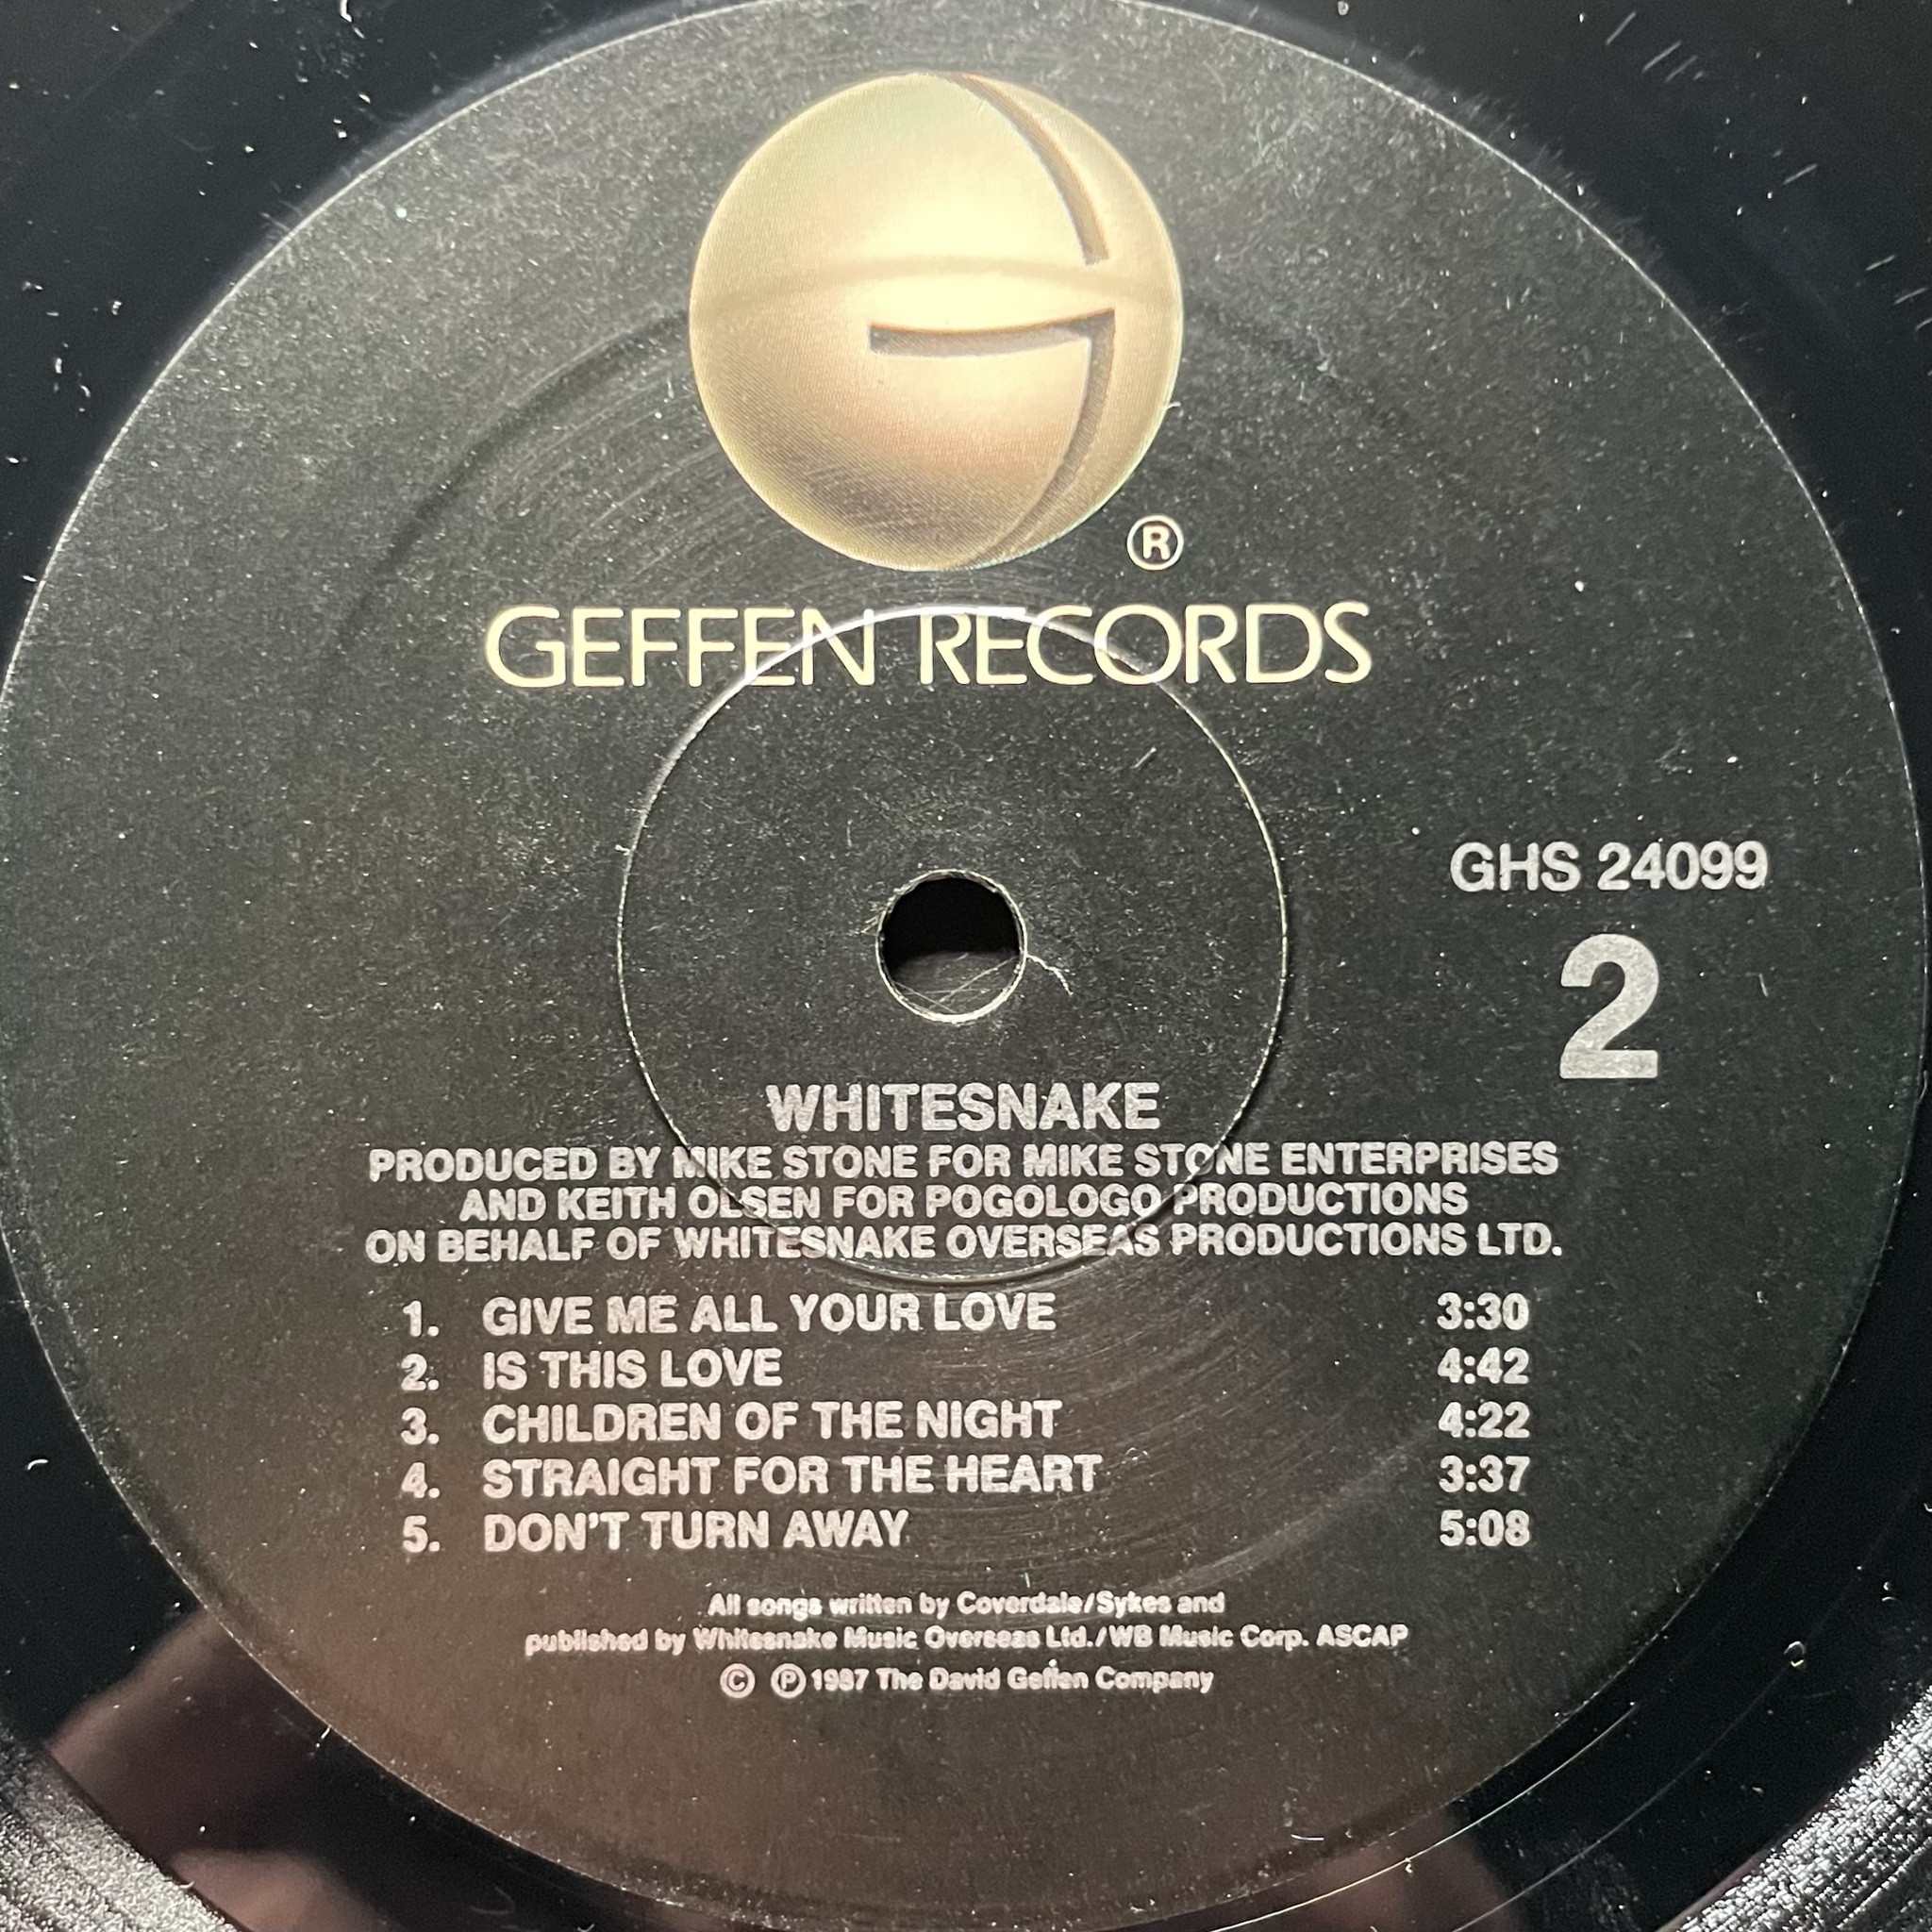 ®
GEFFEN RECORDS
GHS 24099
2
WHITESNAKE
PRODUCED BY MIKE STONE FOR MIKE STONE ENTERPRISES
AND KEITH OLSEN FOR POGOLOGO PRODUCTIONS
ON BEHALF OF WHITESNAKE OVERSEAS PRODUCTIONS LTD.
1. GIVE ME ALL YOUR LOVE 3:30
2. IS THIS LOVE 4:42
3. CHILDREN OF THE NIGHT 4:22
4. STRAIGHT FOR THE HEART 3:37
5. DON'T TURN AWAY 5:08
All songs written by Coverdale/Sykes and
published by Whitesnake Music Overseas Ltd./WB Music Corp. ASCAP
© ℗ 1987 The David Geffen Company